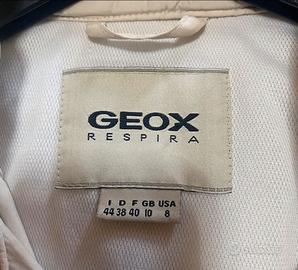 GEOX
RESPIRA
I D F GB USA
44 38 40 10 8